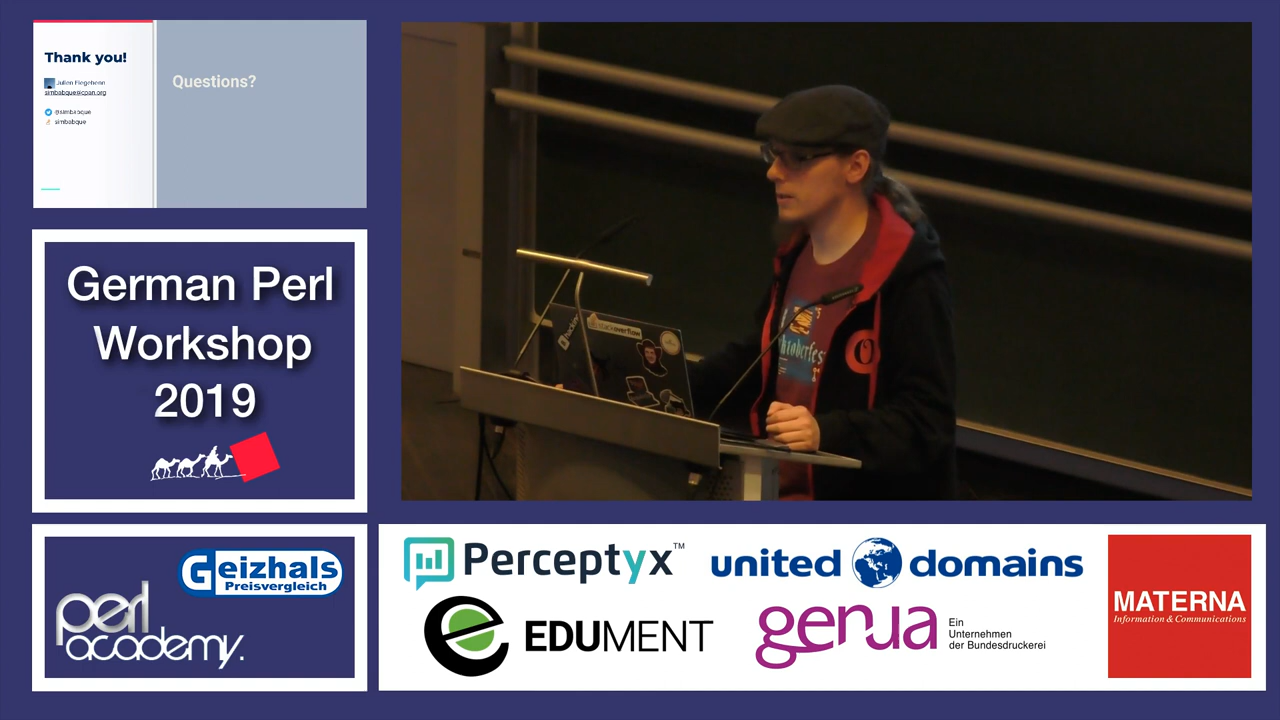 Thank you!
Questions?
Julien Fiegehenn
simbabque@cpan.org
@simbabque
simbabque
German Perl
Workshop
2019
stackoverflow
Geizhals
Preisvergleich
perl
academy.
Perceptyx™
united domains
EDUMENT
genua
Ein
Unternehmen
der Bundesdruckerei
MATERNA
Information & Communications